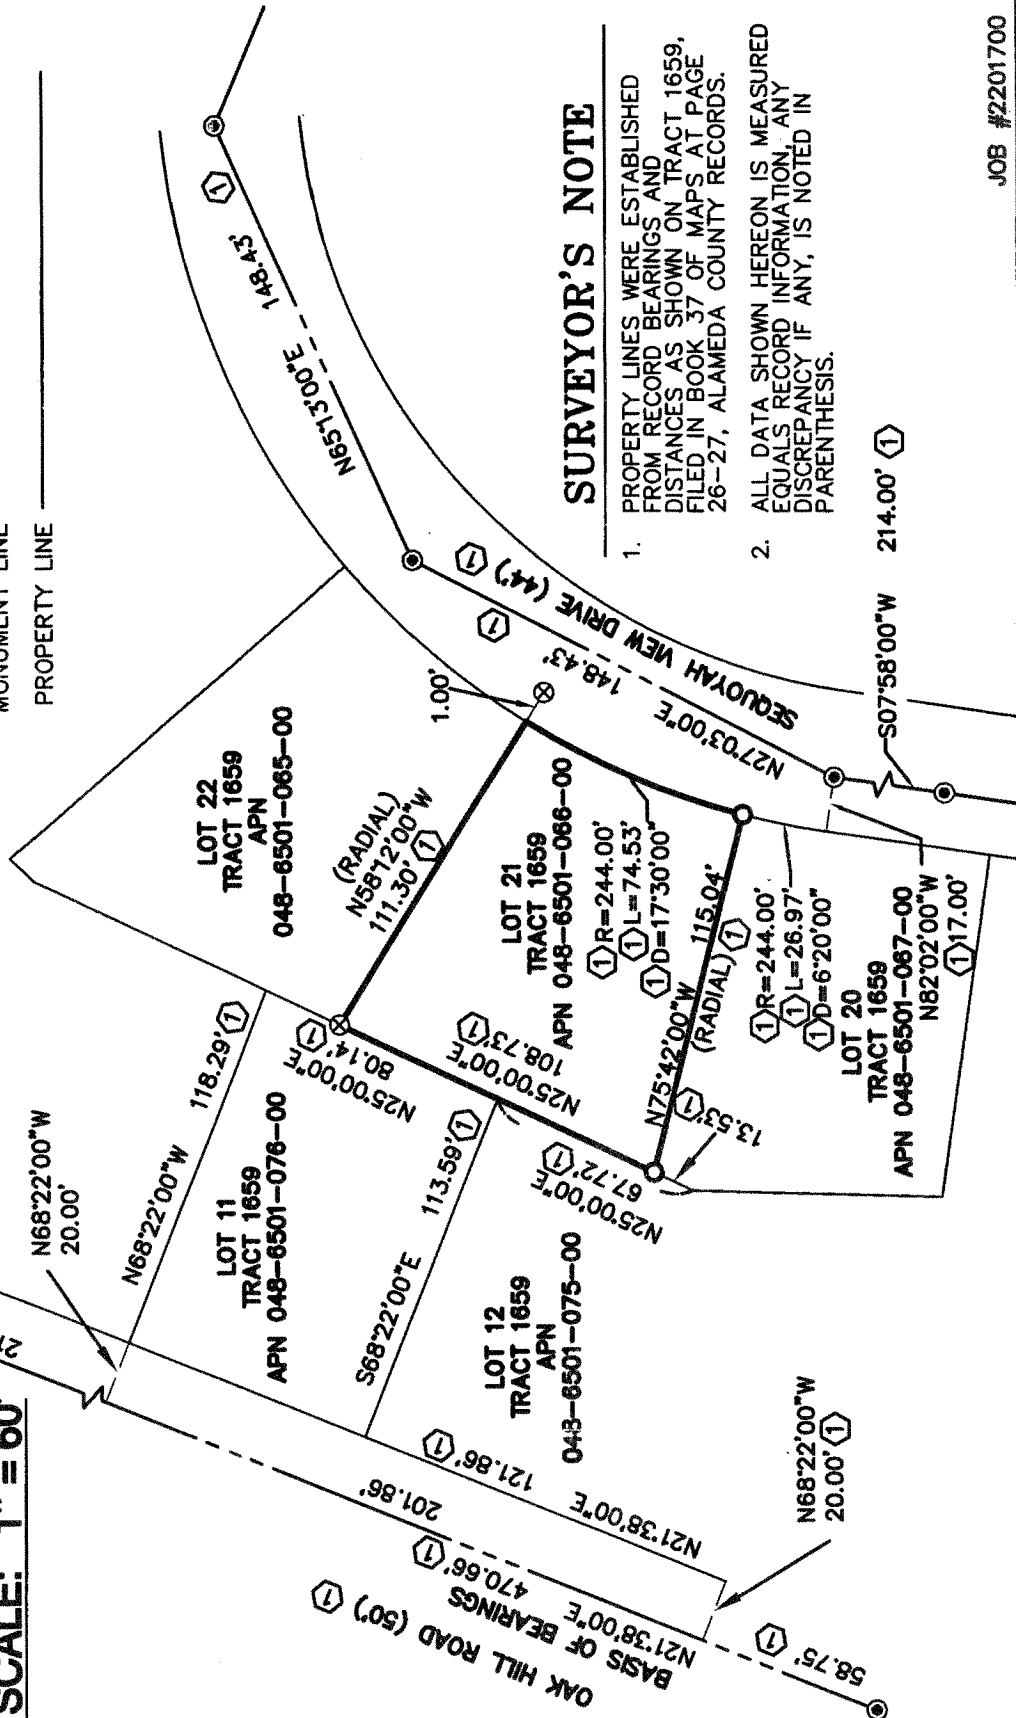 MONUMENT LINE
PROPERTY LINE
SCALE: 1" = 60'
N65°13'00"E 148.43' 1
SURVEYOR'S NOTE
1. PROPERTY LINES WERE ESTABLISHED
FROM RECORD BEARINGS AND
DISTANCES AS SHOWN ON TRACT 1659,
FILED IN BOOK 37 OF MAPS AT PAGE
26-27, ALAMEDA COUNTY RECORDS.
2. ALL DATA SHOWN HEREON IS MEASURED
EQUALS RECORD INFORMATION, ANY
DISCREPANCY IF ANY, IS NOTED IN
PARENTHESIS.
JOB #2201700
SEQUOYAH VIEW DRIVE (44') 1
N27°03'00"E 148.43' 1
S07°58'00"W 214.00' 1
1.00'
LOT 22
TRACT 1659
APN
048-6501-065-00
(RADIAL)
N58°12'00"W
111.30' 1
LOT 21
TRACT 1659
APN 048-6501-066-00
1 R=244.00'
1 L=74.53'
1 D=17°30'00"
N75°42'00"W 115.04'
(RADIAL) 1
1 R=244.00'
1 L=26.97'
1 D=6°20'00"
LOT 20
TRACT 1659
APN 048-6501-067-00
N82°02'00"W
1 17.00'
N25°00'00"E
80.14' 1
N25°00'00"E
108.73' 1
N25°00'00"E
67.72' 1
13.53' 1
N68°22'00"W
20.00'
N68°22'00"W 118.29' 1
LOT 11
TRACT 1659
APN 048-6501-076-00
S68°22'00"E 113.59' 1
LOT 12
TRACT 1659
APN
048-6501-075-00
N21°38'00"E 121.86' 1
201.86'
N21°38'00"E 470.66' 1
BASIS OF BEARINGS
OAK HILL ROAD (50') 1
N68°22'00"W
20.00' 1
58.75' 1